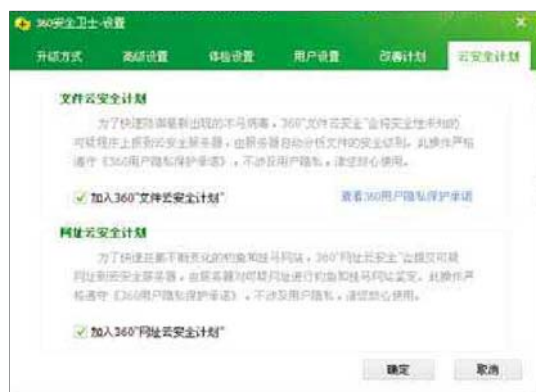 360安全卫士-设置
升级方式 高级设置 体检设置 用户设置 改善计划 云安全计划
文件云安全计划
为了快速防御最新出现的木马病毒，360"文件云安全"会将安全性未知的
可疑程序上报到云安全服务器，由服务器自动分析文件的安全级别。此操作严格
遵守《360用户隐私保护承诺》，不涉及用户隐私，请您放心使用。
加入360"文件云安全计划" 查看360用户隐私保护承诺
网址云安全计划
为了快速拦截不断变化的钓鱼和挂马网站，360"网址云安全"会提交可疑
网址到云安全服务器，由服务器对可疑网址进行钓鱼和挂马网站鉴定。此操作严
格遵守《360用户隐私保护承诺》，不涉及用户隐私，请您放心使用。
加入360"网址云安全计划"
确定 取消